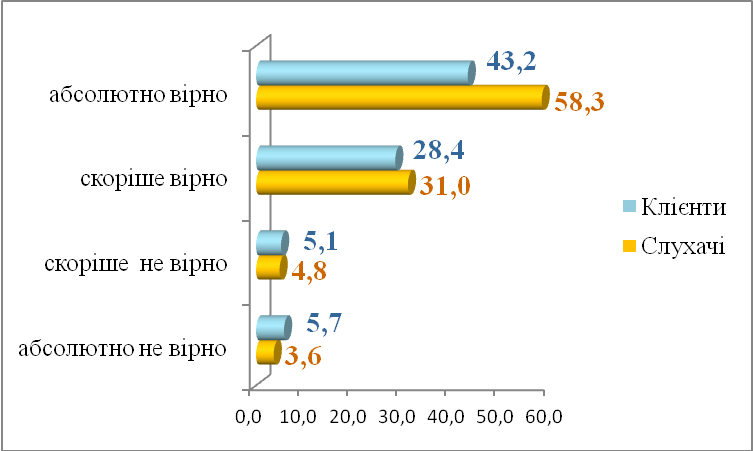 абсолютно вірно
43,2
58,3
скоріше вірно
28,4
31,0
скоріше не вірно
5,1
4,8
абсолютно не вірно
5,7
3,6
0,0 10,0 20,0 30,0 40,0 50,0 60,0
Клієнти
Слухачі